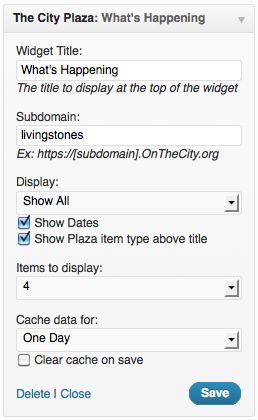 The City Plaza: What's Happening
Widget Title:
What's Happening
The title to display at the top of the widget
Subdomain:
livingstones
Ex: https://[subdomain].OnTheCity.org
Display:
Show All
Show Dates
Show Plaza item type above title
Items to display:
4
Cache data for:
One Day
Clear cache on save
Delete | Close
Save